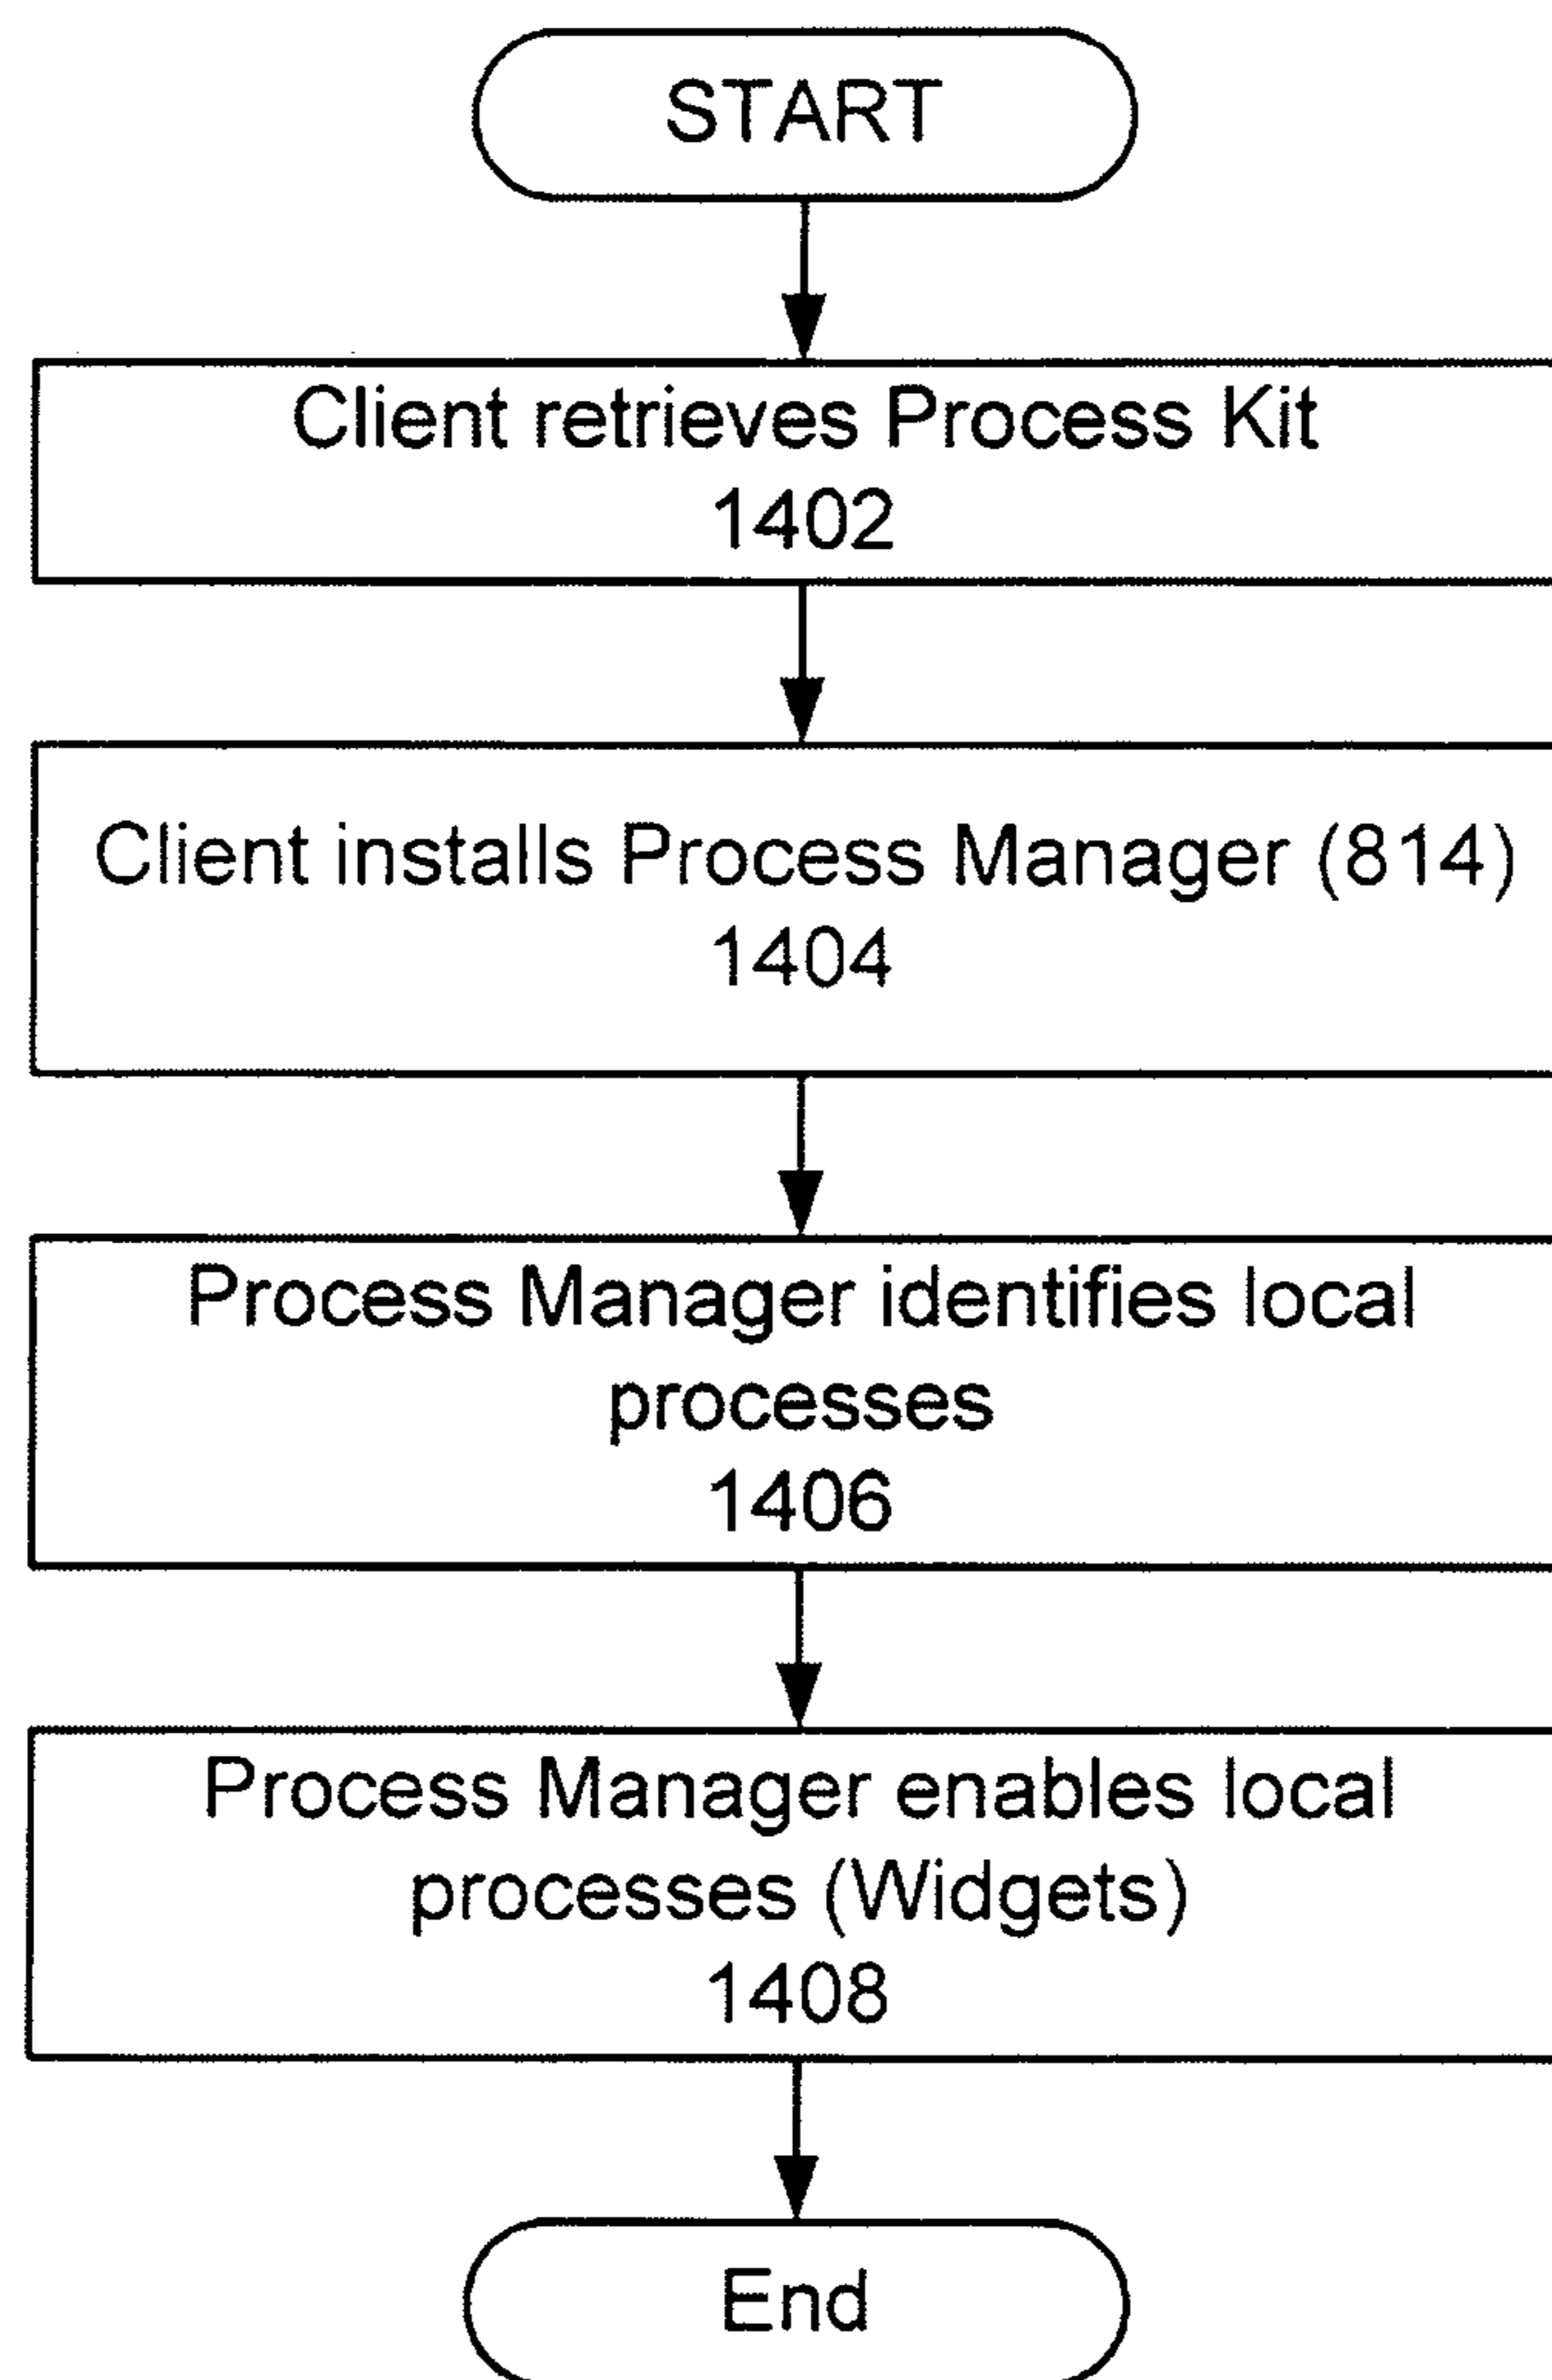 START
Client retrieves Process Kit
1402
Client installs Process Manager (814)
1404
Process Manager identifies local
processes
1406
Process Manager enables local
processes (Widgets)
1408
End